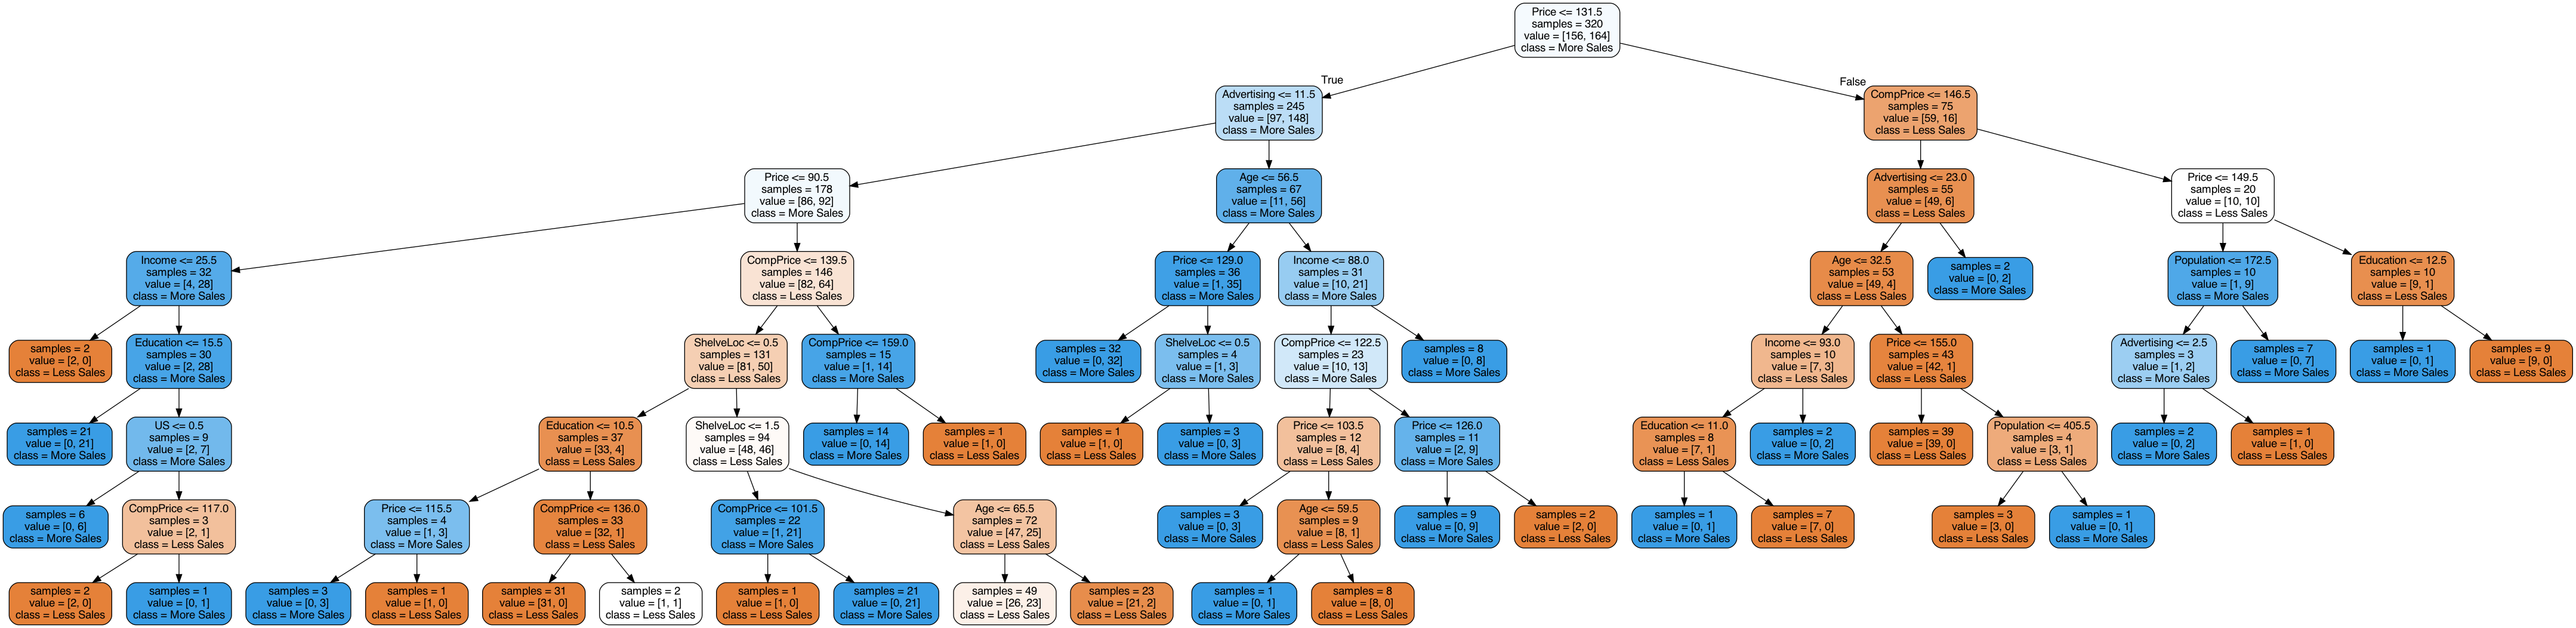 Price <= 131.5
samples = 320
value = [156, 164]
class = More Sales
True
False
Advertising <= 11.5
samples = 245
value = [97, 148]
class = More Sales
CompPrice <= 146.5
samples = 75
value = [59, 16]
class = Less Sales
Price <= 90.5
samples = 178
value = [86, 92]
class = More Sales
Age <= 56.5
samples = 67
value = [11, 56]
class = More Sales
Advertising <= 23.0
samples = 55
value = [49, 6]
class = Less Sales
Price <= 149.5
samples = 20
value = [10, 10]
class = Less Sales
Income <= 25.5
samples = 32
value = [4, 28]
class = More Sales
CompPrice <= 139.5
samples = 146
value = [82, 64]
class = Less Sales
Price <= 129.0
samples = 36
value = [1, 35]
class = More Sales
Income <= 88.0
samples = 31
value = [10, 21]
class = More Sales
Age <= 32.5
samples = 53
value = [49, 4]
class = Less Sales
samples = 2
value = [0, 2]
class = More Sales
Population <= 172.5
samples = 10
value = [1, 9]
class = More Sales
Education <= 12.5
samples = 10
value = [9, 1]
class = Less Sales
samples = 2
value = [2, 0]
class = Less Sales
Education <= 15.5
samples = 30
value = [2, 28]
class = More Sales
ShelveLoc <= 0.5
samples = 131
value = [81, 50]
class = Less Sales
CompPrice <= 159.0
samples = 15
value = [1, 14]
class = More Sales
samples = 32
value = [0, 32]
class = More Sales
ShelveLoc <= 0.5
samples = 4
value = [1, 3]
class = More Sales
CompPrice <= 122.5
samples = 23
value = [10, 13]
class = More Sales
samples = 8
value = [0, 8]
class = More Sales
Income <= 93.0
samples = 10
value = [7, 3]
class = Less Sales
Price <= 155.0
samples = 43
value = [42, 1]
class = Less Sales
Advertising <= 2.5
samples = 3
value = [1, 2]
class = More Sales
samples = 7
value = [0, 7]
class = More Sales
samples = 1
value = [0, 1]
class = More Sales
samples = 9
value = [9, 0]
class = Less Sales
samples = 21
value = [0, 21]
class = More Sales
US <= 0.5
samples = 9
value = [2, 7]
class = More Sales
Education <= 10.5
samples = 37
value = [33, 4]
class = Less Sales
ShelveLoc <= 1.5
samples = 94
value = [48, 46]
class = Less Sales
samples = 14
value = [0, 14]
class = More Sales
samples = 1
value = [1, 0]
class = Less Sales
samples = 1
value = [1, 0]
class = Less Sales
samples = 3
value = [0, 3]
class = More Sales
Price <= 103.5
samples = 12
value = [8, 4]
class = Less Sales
Price <= 126.0
samples = 11
value = [2, 9]
class = More Sales
Education <= 11.0
samples = 8
value = [7, 1]
class = Less Sales
samples = 2
value = [0, 2]
class = More Sales
samples = 39
value = [39, 0]
class = Less Sales
Population <= 405.5
samples = 4
value = [3, 1]
class = Less Sales
samples = 2
value = [0, 2]
class = More Sales
samples = 1
value = [1, 0]
class = Less Sales
samples = 6
value = [0, 6]
class = More Sales
CompPrice <= 117.0
samples = 3
value = [2, 1]
class = Less Sales
Price <= 115.5
samples = 4
value = [1, 3]
class = More Sales
CompPrice <= 136.0
samples = 33
value = [32, 1]
class = Less Sales
CompPrice <= 101.5
samples = 22
value = [1, 21]
class = More Sales
Age <= 65.5
samples = 72
value = [47, 25]
class = Less Sales
samples = 3
value = [0, 3]
class = More Sales
Age <= 59.5
samples = 9
value = [8, 1]
class = Less Sales
samples = 9
value = [0, 9]
class = More Sales
samples = 2
value = [2, 0]
class = Less Sales
samples = 1
value = [0, 1]
class = More Sales
samples = 7
value = [7, 0]
class = Less Sales
samples = 3
value = [3, 0]
class = Less Sales
samples = 1
value = [0, 1]
class = More Sales
samples = 2
value = [2, 0]
class = Less Sales
samples = 1
value = [0, 1]
class = More Sales
samples = 3
value = [0, 3]
class = More Sales
samples = 1
value = [1, 0]
class = Less Sales
samples = 31
value = [31, 0]
class = Less Sales
samples = 2
value = [1, 1]
class = Less Sales
samples = 1
value = [1, 0]
class = Less Sales
samples = 21
value = [0, 21]
class = More Sales
samples = 49
value = [26, 23]
class = Less Sales
samples = 23
value = [21, 2]
class = Less Sales
samples = 1
value = [0, 1]
class = More Sales
samples = 8
value = [8, 0]
class = Less Sales